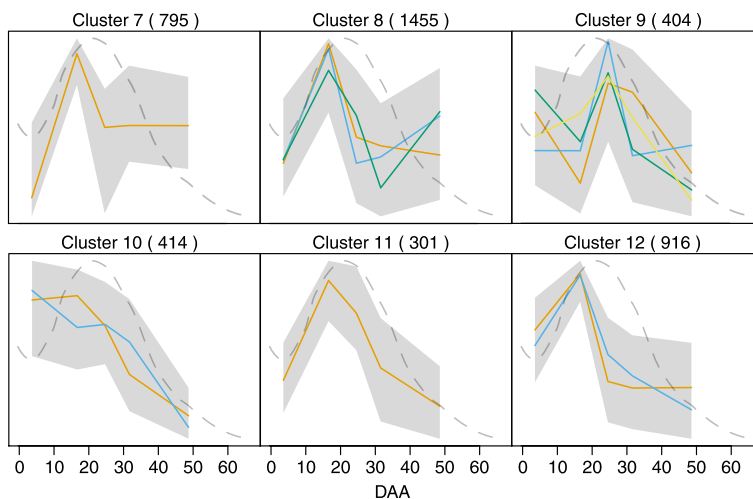 Cluster 7 ( 795 )
Cluster 8 ( 1455 )
Cluster 9 ( 404 )
Cluster 10 ( 414 )
Cluster 11 ( 301 )
Cluster 12 ( 916 )
0 10 20 30 40 50 60
0 10 20 30 40 50 60
0 10 20 30 40 50 60
DAA